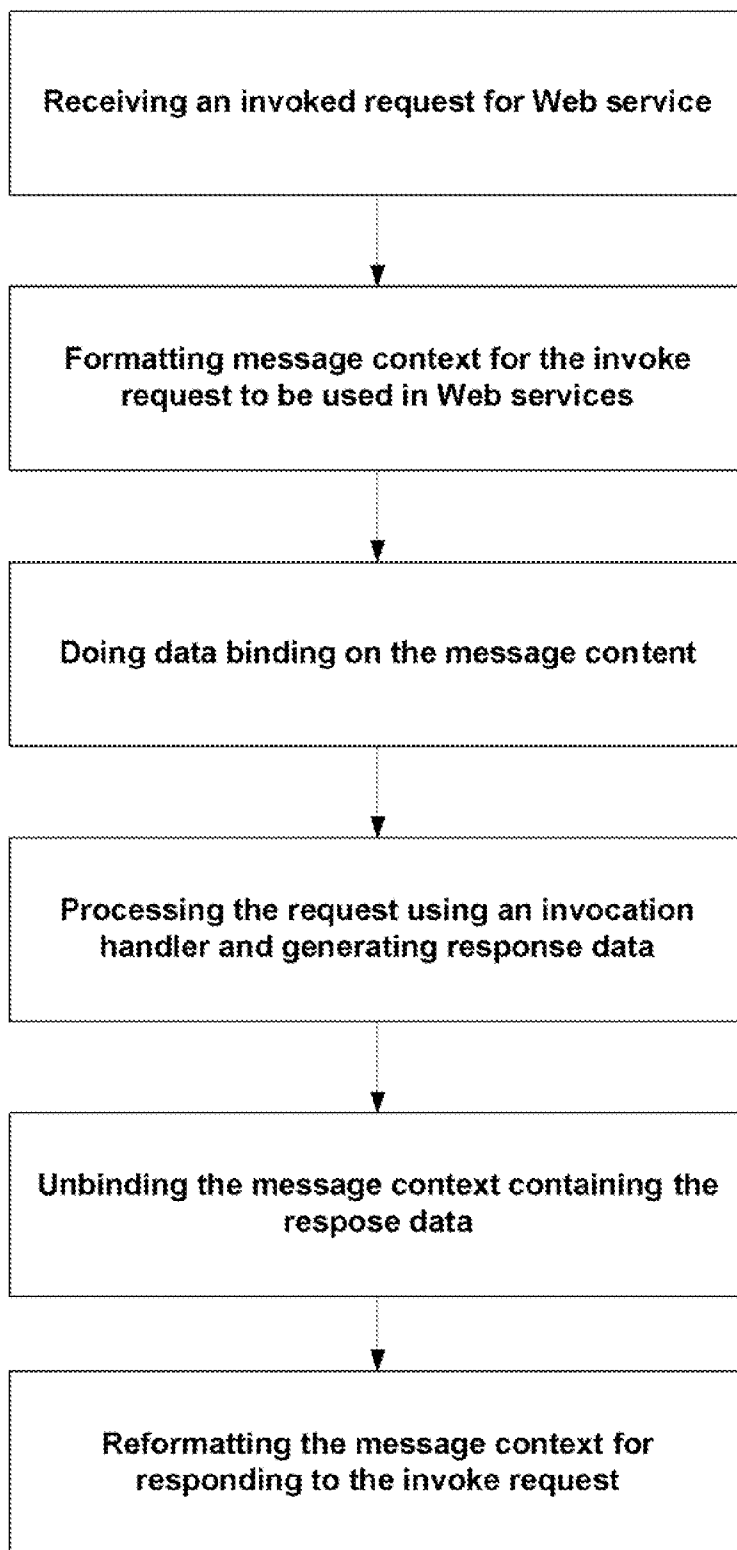 Receiving an invoked request for Web service
Formatting message context for the invoke
request to be used in Web services
Doing data binding on the message content
Processing the request using an invocation
handler and generating response data
Unbinding the message context containing the
respose data
Reformatting the message context for
responding to the invoke request